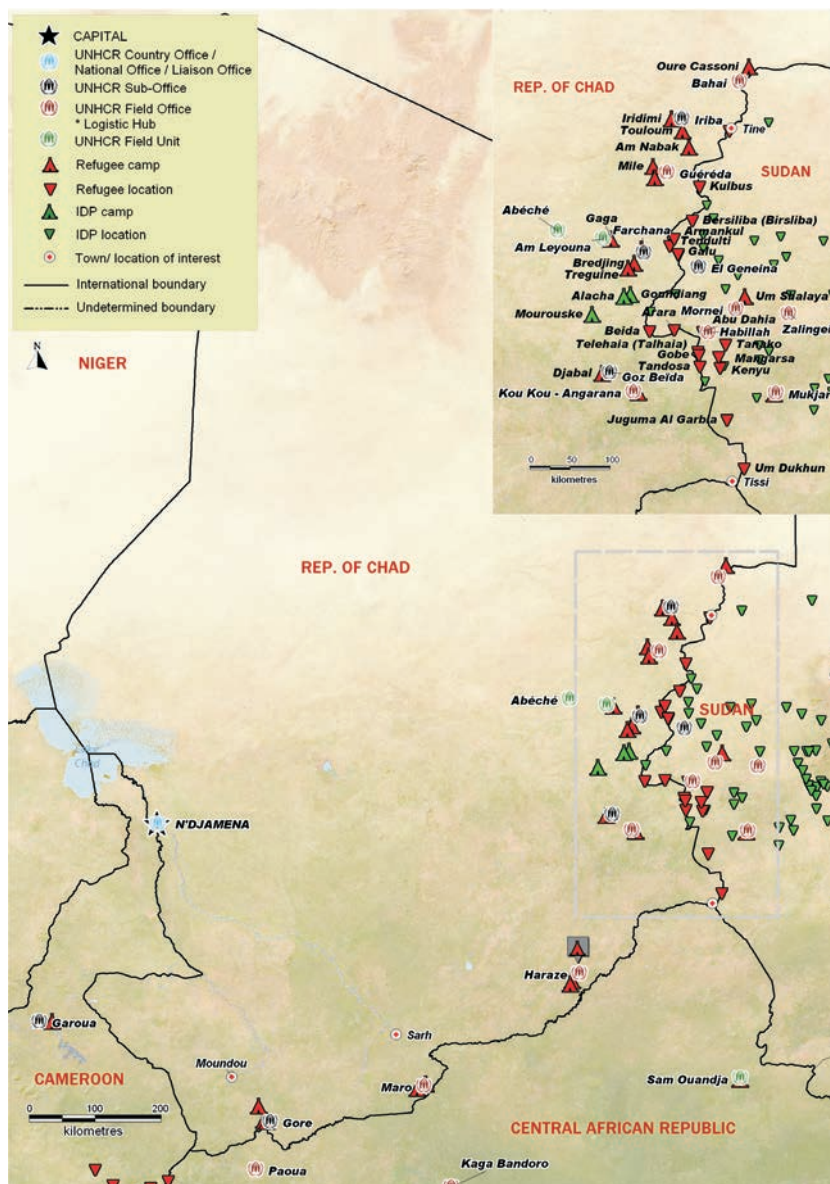 CAPITAL
UNHCR Country Office /
National Office / Liaison Office
UNHCR Sub-Office
UNHCR Field Office
* Logistic Hub
UNHCR Field Unit
Refugee camp
Refugee location
IDP camp
IDP location
Town/ location of interest
International boundary
Undetermined boundary
N
NIGER
REP. OF CHAD
SUDAN
Oure Cassoni
Bahai
Iridimi
Iriba
Tine
Touloum
Am Nabak
Mile
Guéréda
Kulbus
Bersiliba (Birsliba)
Abéché
Gaga
Farchana
Armankul
Am Leyouna
Tendulti
Galu
Bredjing
Treguine
El Geneina
Alacha
Goundiang
Um Shalaya
Mourouske
Arara
Mornei
Abu Dahia
Zalingei
Beida
Habillah
Telehaia (Talhaia)
Tanako
Gobe
Mangarsa
Tandosa
Kenyu
Djabal
Goz Beïda
Kou Kou - Angarana
Mukjar
Juguma Al Garbia
Um Dukhun
Tissi
0 50 100
kilometres
REP. OF CHAD
Abéché
SUDAN
Chad
N'DJAMENA
Haraze
Garoua
Sarh
Moundou
CAMEROON
Maro
Sam Ouandja
0 100 200
kilometres
Gore
CENTRAL AFRICAN REPUBLIC
Paoua
Kaga Bandoro